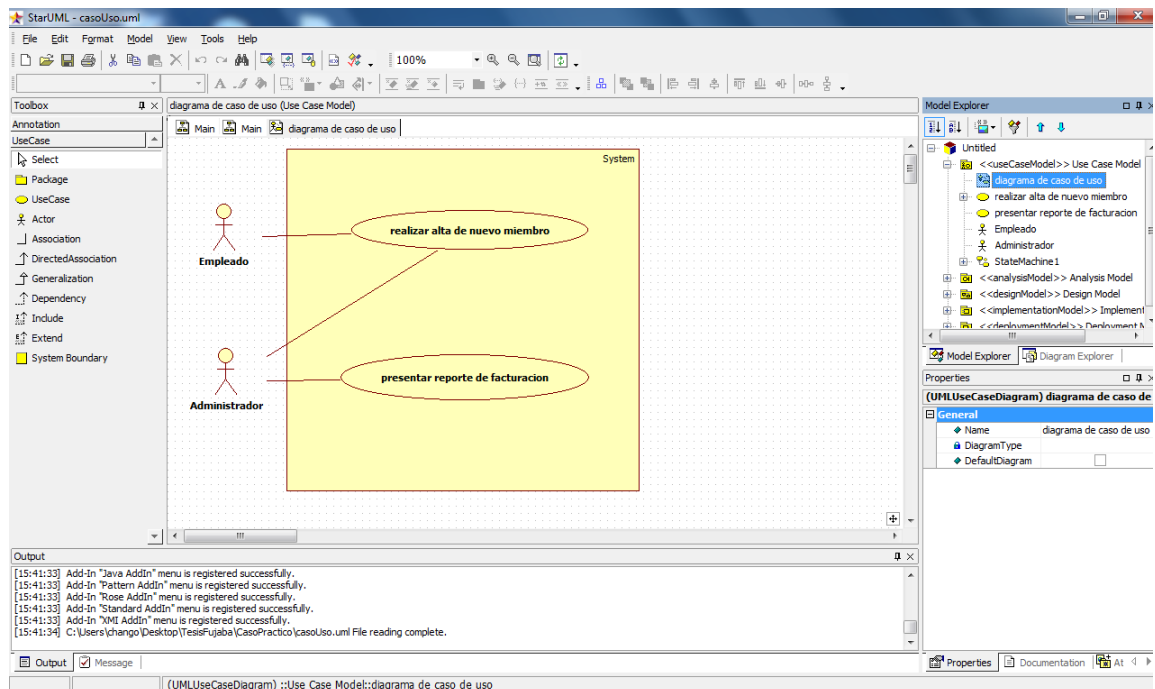 StarUML - casoUso.uml
File Edit Format Model View Tools Help
100%
Toolbox
Annotation
UseCase
Select
Package
UseCase
Actor
Association
DirectedAssociation
Generalization
Dependency
Include
Extend
System Boundary
diagrama de caso de uso (Use Case Model)
Main Main diagrama de caso de uso
System
realizar alta de nuevo miembro
Empleado
presentar reporte de facturacion
Administrador
Model Explorer
Untitled
<<useCaseModel>> Use Case Model
diagrama de caso de uso
realizar alta de nuevo miembro
presentar reporte de facturacion
Empleado
Administrador
StateMachine1
<<analysisModel>> Analysis Model
<<designModel>> Design Model
<<implementationModel>> Implement
<<deploymentModel>> Deployment M
Model Explorer Diagram Explorer
Properties
(UMLUseCaseDiagram) diagrama de caso de
General
Name diagrama de caso de uso
DiagramType
DefaultDiagram
Output
[15:41:33] Add-In "Java AddIn" menu is registered successfully.
[15:41:33] Add-In "Pattern AddIn" menu is registered successfully.
[15:41:33] Add-In "Rose AddIn" menu is registered successfully.
[15:41:33] Add-In "Standard AddIn" menu is registered successfully.
[15:41:33] Add-In "XMI AddIn" menu is registered successfully.
[15:41:34] C:\Users\chango\Desktop\TesisFujaba\CasoPractico\casoUso.uml File reading complete.
Output Message
Properties Documentation At
(UMLUseCaseDiagram) ::Use Case Model::diagrama de caso de uso